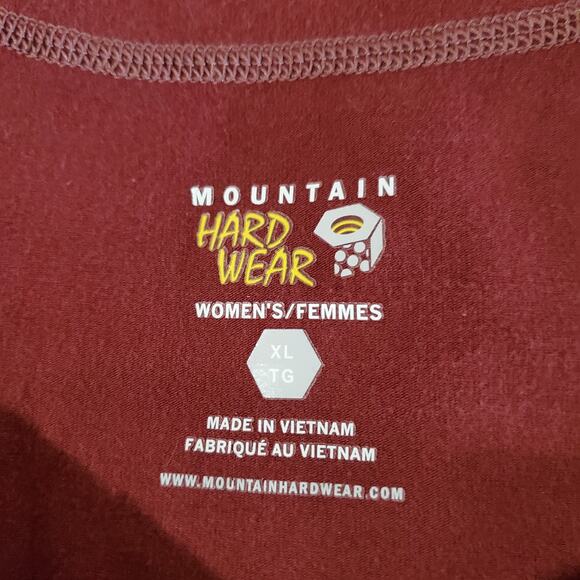 MOUNTAIN
HARD
WEAR
WOMEN'S/FEMMES
XL
TG
MADE IN VIETNAM
FABRIQUÉ AU VIETNAM
WWW.MOUNTAINHARDWEAR.COM